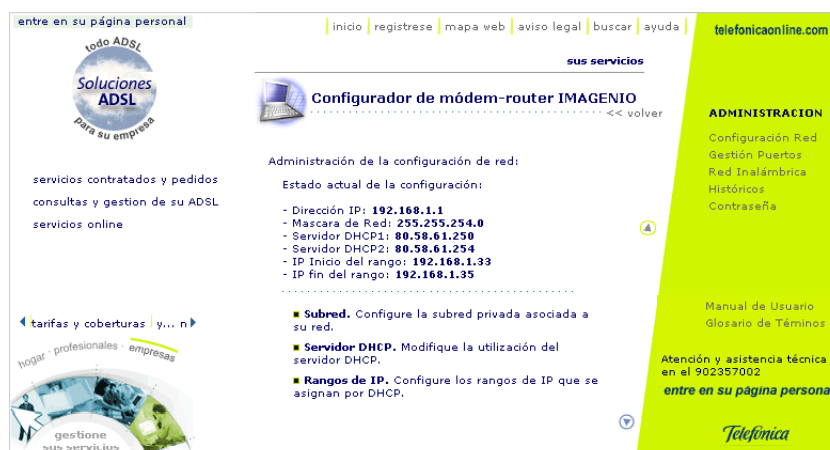 entre en su página personal
inicio registrese mapa web aviso legal buscar ayuda
telefonicaonline.com
todo ADSL
Soluciones
ADSL
para su empresa
sus servicios
Configurador de módem-router IMAGENIO
<< volver
servicios contratados y pedidos
consultas y gestion de su ADSL
servicios online
Administración de la configuración de red:
Estado actual de la configuración:
- Dirección IP: 192.168.1.1
- Mascara de Red: 255.255.254.0
- Servidor DHCP1: 80.58.61.250
- Servidor DHCP2: 80.58.61.254
- IP Inicio del rango: 192.168.1.33
- IP fin del rango: 192.168.1.35
Subred. Configure la subred privada asociada a
su red.
Servidor DHCP. Modifique la utilización del
servidor DHCP.
Rangos de IP. Configure los rangos de IP que se
asignan por DHCP.
ADMINISTRACION
Configuración Red
Gestión Puertos
Red Inalámbrica
Históricos
Contraseña
Manual de Usuario
Glosario de Téminos
Atención y asistencia técnica
en el 902357002
entre en su página persona
Telefónica
tarifas y coberturas y... n
hogar · profesionales · empresas
gestione
sus servicios